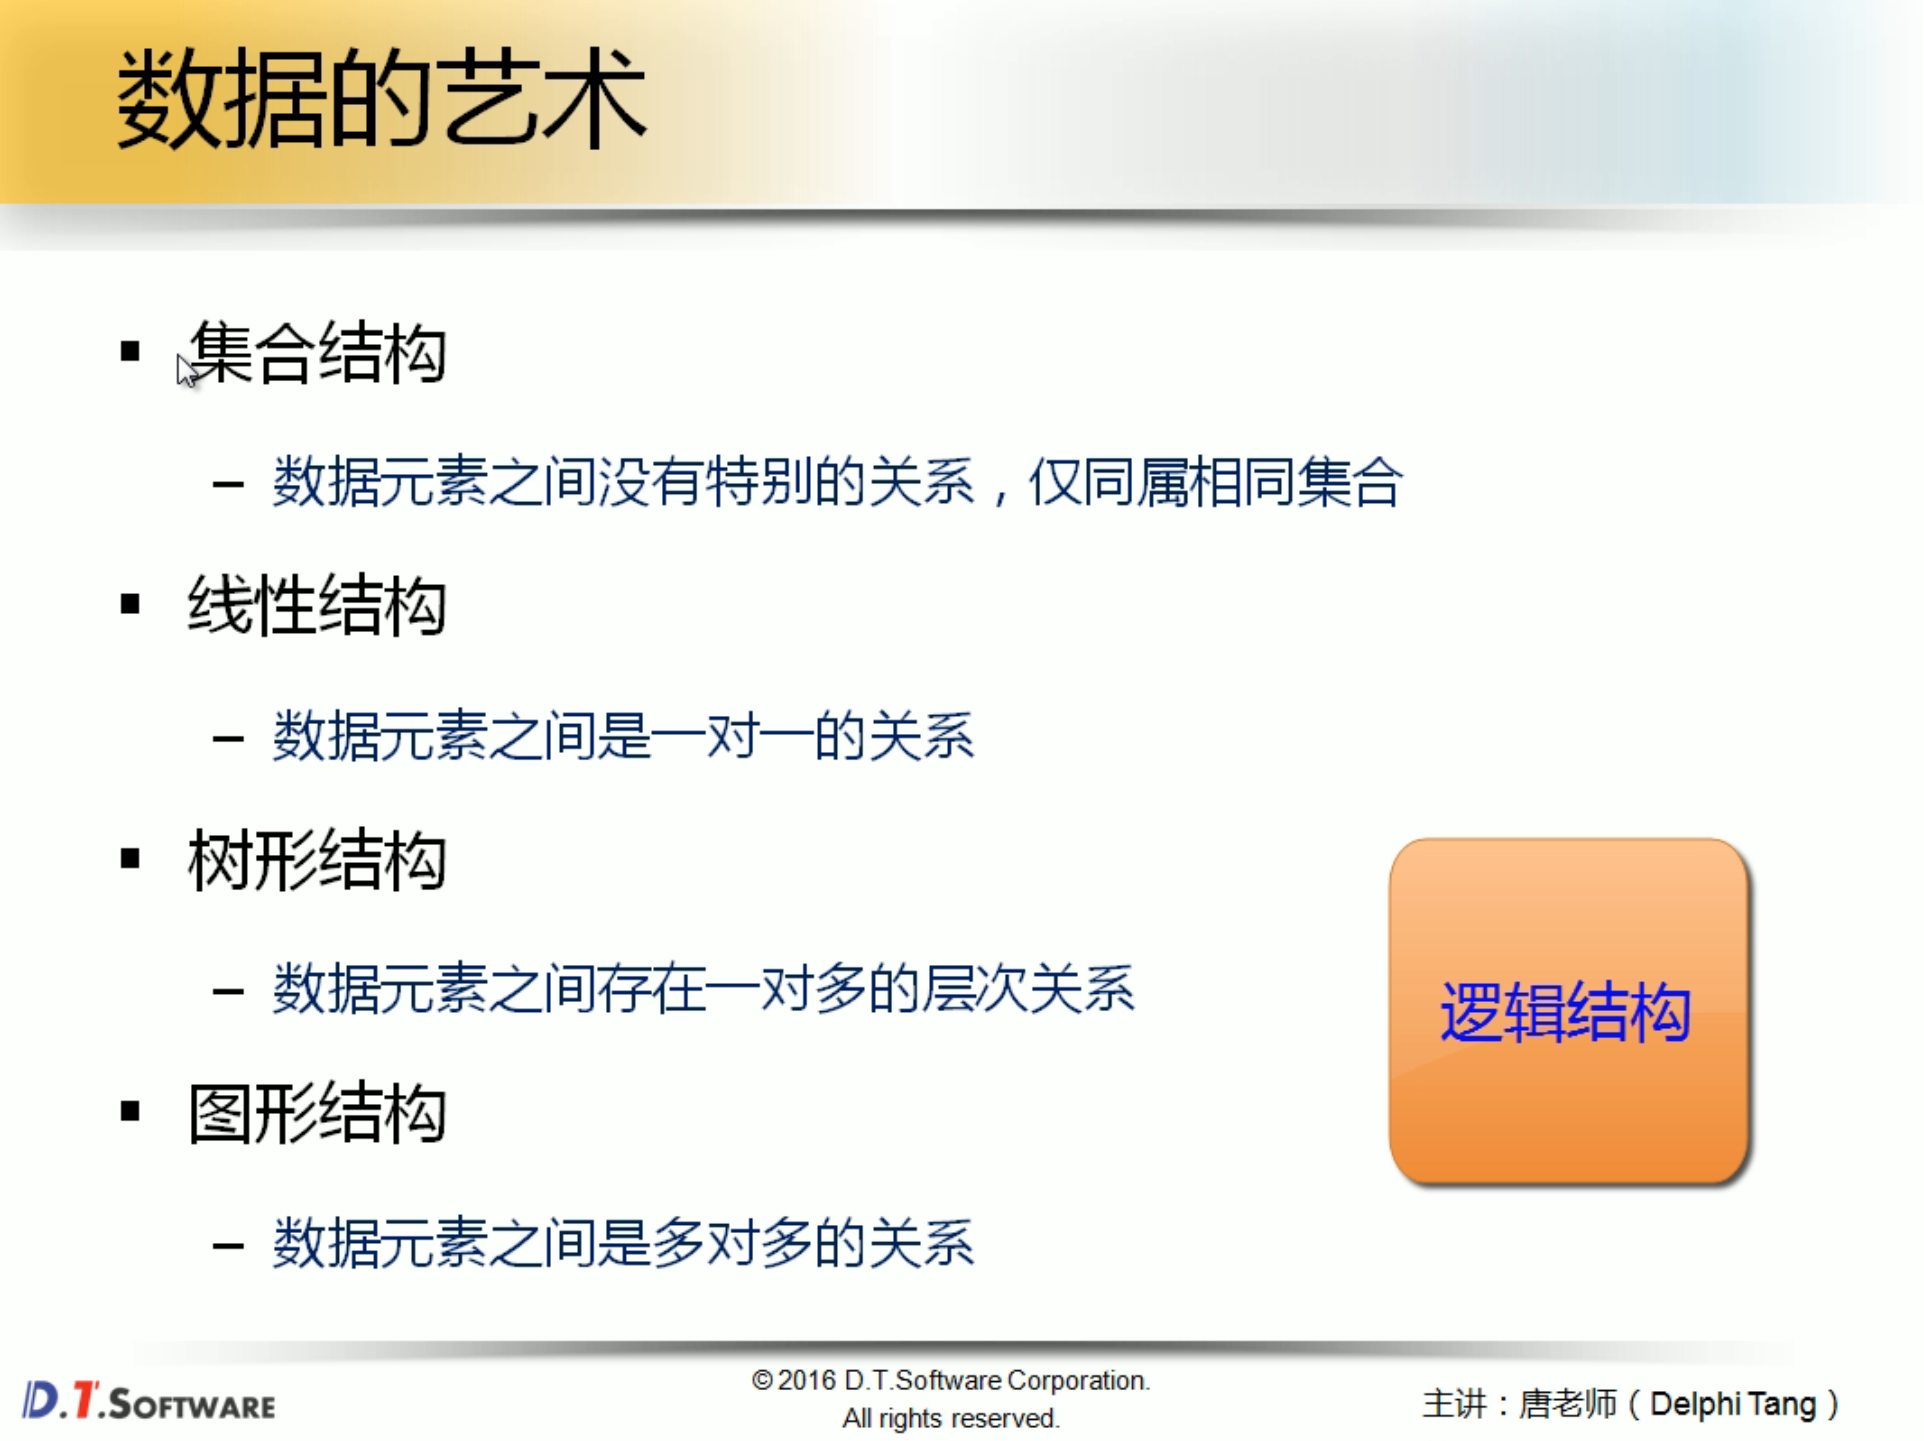 数据的艺术
▪ 集合结构
– 数据元素之间没有特别的关系，仅同属相同集合
▪ 线性结构
– 数据元素之间是一对一的关系
▪ 树形结构
– 数据元素之间存在一对多的层次关系
逻辑结构
▪ 图形结构
– 数据元素之间是多对多的关系
D.T.SOFTWARE
© 2016 D.T.Software Corporation.
All rights reserved.
主讲：唐老师（Delphi Tang）